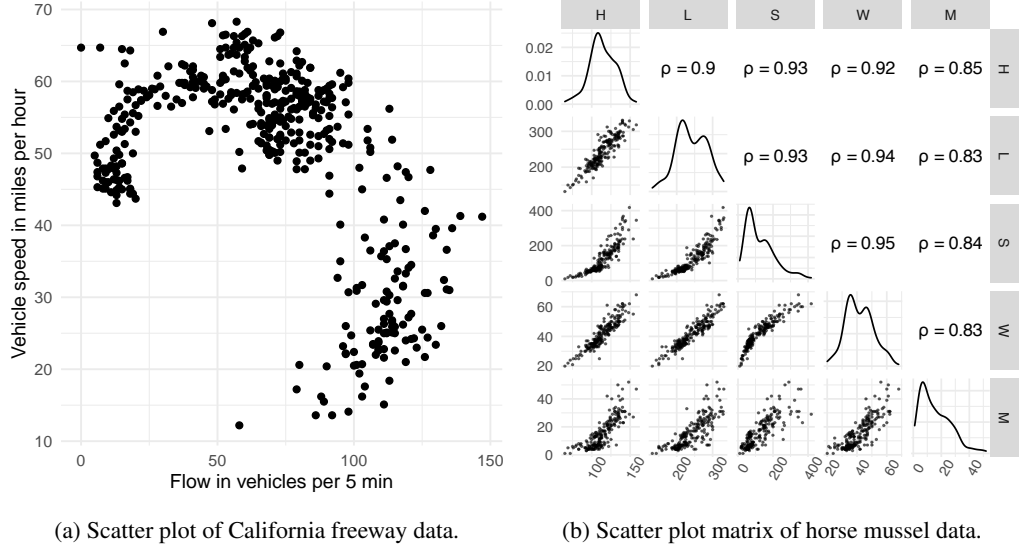 70
60
50
40
30
20
10
Vehicle speed in miles per hour
0 50 100 150
Flow in vehicles per 5 min
(a) Scatter plot of California freeway data.
H L S W M
0.02
0.01
0.00
ρ = 0.9 ρ = 0.93 ρ = 0.92 ρ = 0.85
H
300
200
ρ = 0.93 ρ = 0.94 ρ = 0.83
L
400
200
0
ρ = 0.95 ρ = 0.84
S
60
40
20
ρ = 0.83
W
40
20
0
M
100 150 200 300 0 200 400 20 40 60 0 20 40
(b) Scatter plot matrix of horse mussel data.